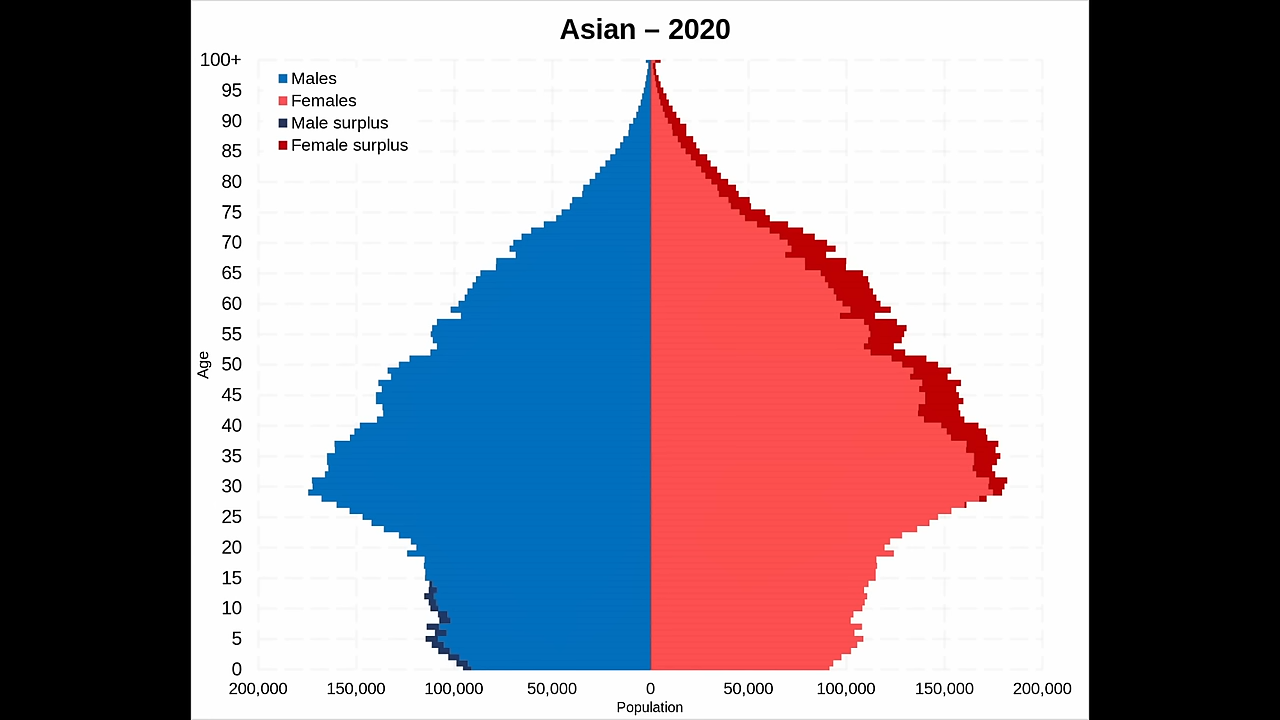 Asian – 2020
Males
Females
Male surplus
Female surplus
100+
95
90
85
80
75
70
65
60
55
50
45
40
35
30
25
20
15
10
5
0
Age
200,000 150,000 100,000 50,000 0 50,000 100,000 150,000 200,000
Population